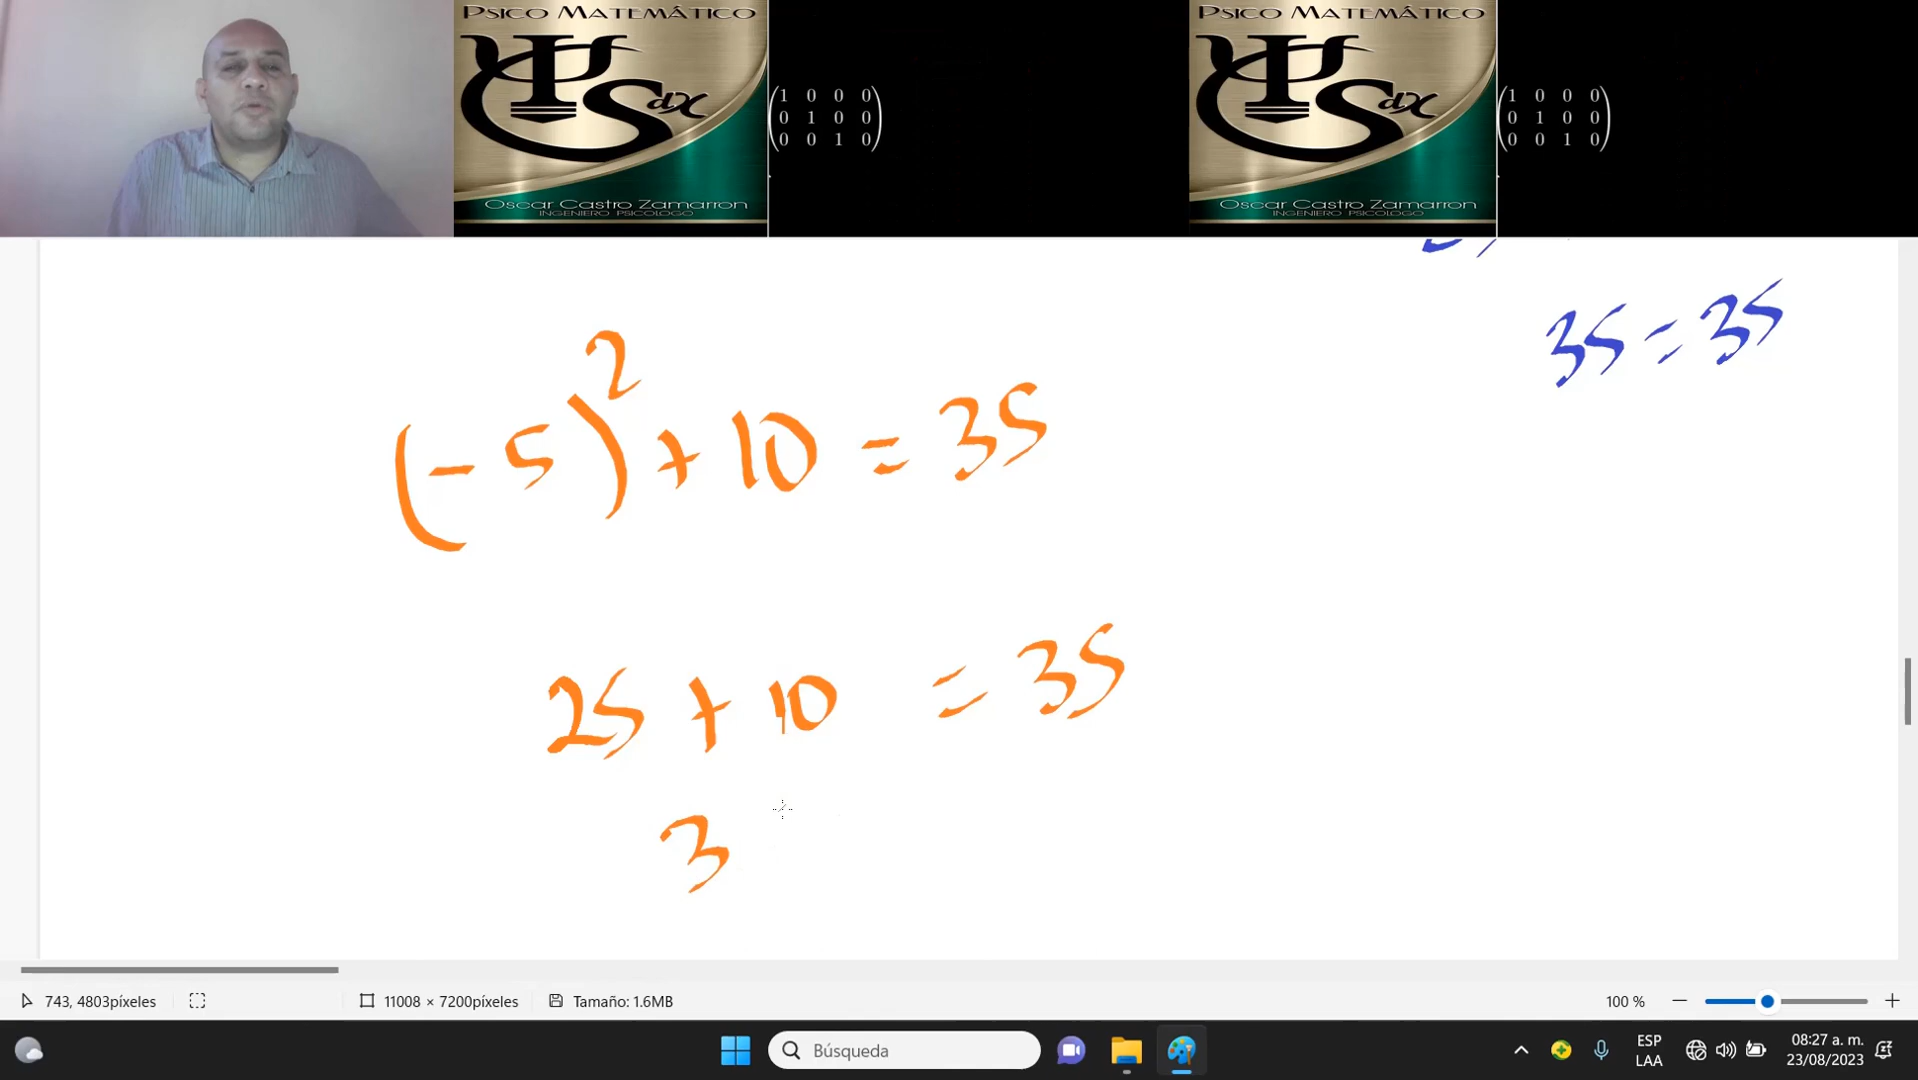 PSICO MATEMÁTICO
dx
Oscar Castro Zamarron
INGENIERO PSICOLOGO
1 0 0 0
0 1 0 0
0 0 1 0
PSICO MATEMÁTICO
dx
Oscar Castro Zamarron
INGENIERO PSICOLOGO
1 0 0 0
0 1 0 0
0 0 1 0
35 = 35
(-5)² + 10 = 35
25 + 10 = 35
3
743, 4803píxeles
11008 × 7200píxeles
Tamaño: 1.6MB
100 %
Búsqueda
ESP
LAA
08:27 a. m.
23/08/2023